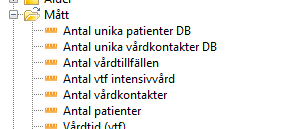 Ålder
Mått
Antal unika patienter DB
Antal unika vårdkontakter DB
Antal vårdtillfällen
Antal vtf intensivvård
Antal vårdkontakter
Antal patienter
Vårdtid (vtf)